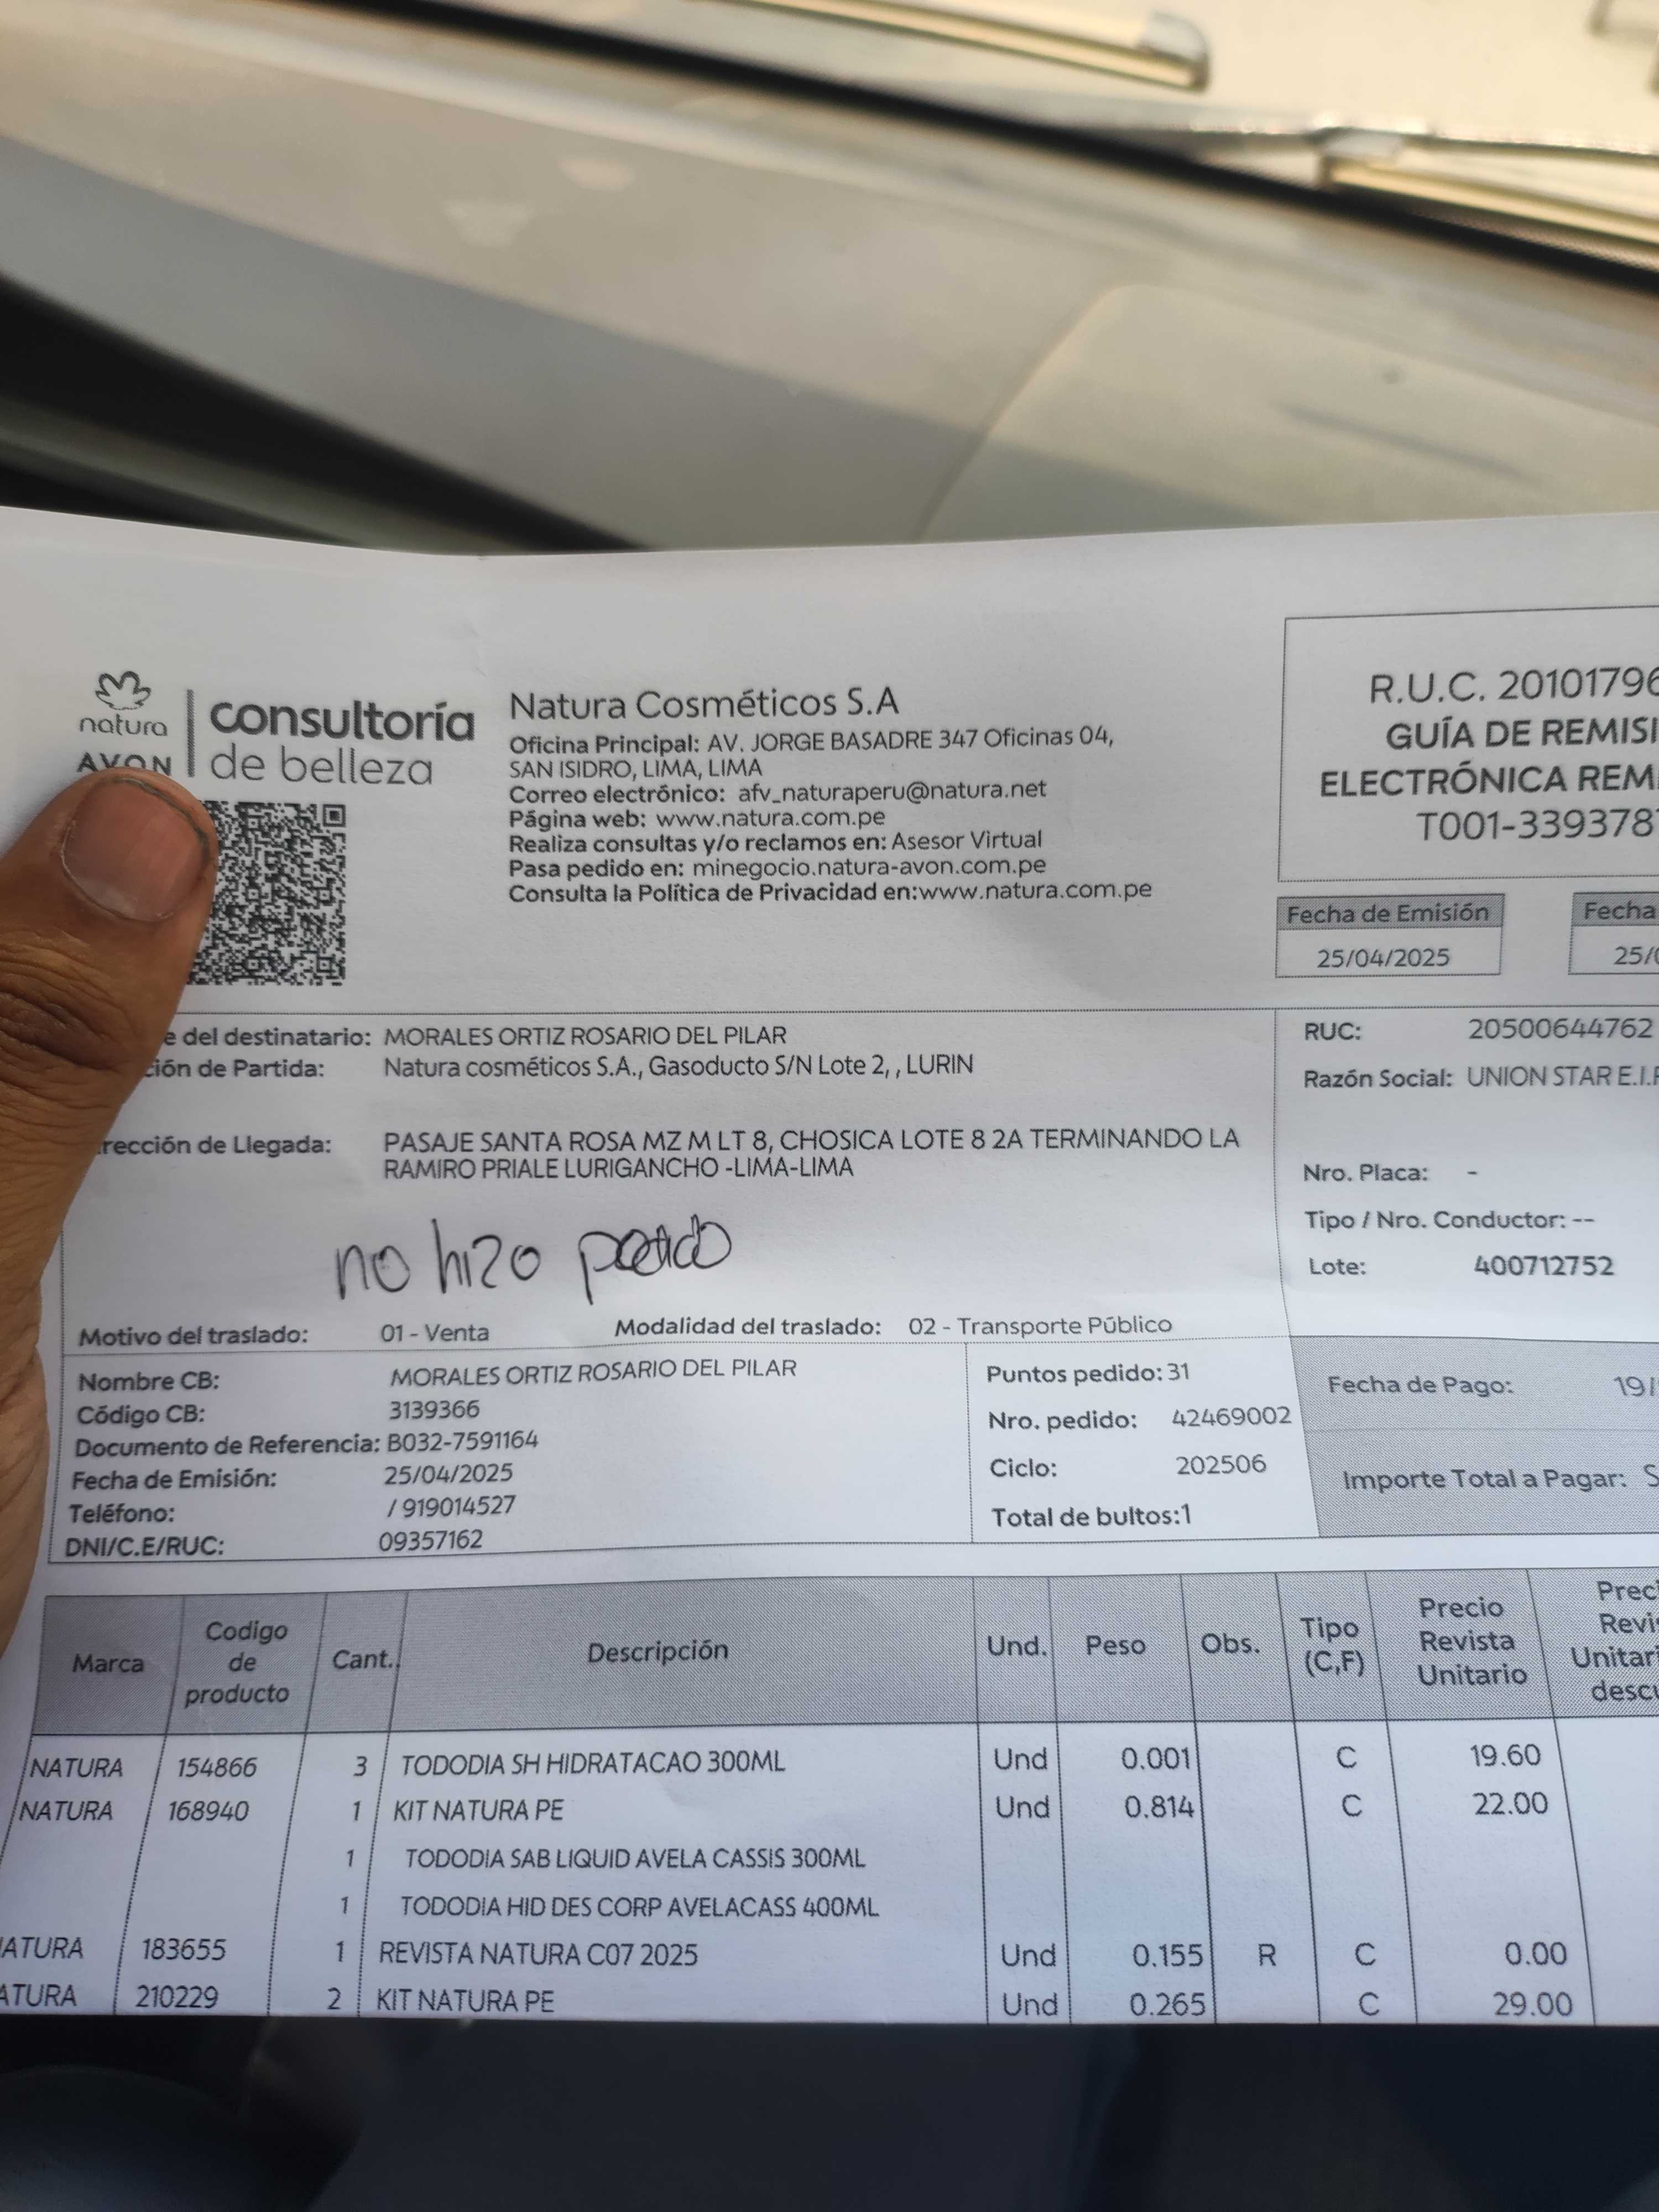 natura
AVON
consultoría
de belleza
Natura Cosméticos S.A
Oficina Principal: AV. JORGE BASADRE 347 Oficinas 04,
SAN ISIDRO, LIMA, LIMA
Correo electrónico: afv_naturaperu@natura.net
Página web: www.natura.com.pe
Realiza consultas y/o reclamos en: Asesor Virtual
Pasa pedido en: minegocio.natura-avon.com.pe
Consulta la Política de Privacidad en:www.natura.com.pe
R.U.C. 20101796
GUÍA DE REMISI
ELECTRÓNICA REM
T001-339378
Fecha de Emisión
25/04/2025
Fecha
25/0
e del destinatario: MORALES ORTIZ ROSARIO DEL PILAR
ción de Partida: Natura cosméticos S.A., Gasoducto S/N Lote 2, , LURIN
rección de Llegada: PASAJE SANTA ROSA MZ M LT 8, CHOSICA LOTE 8 2A TERMINANDO LA
RAMIRO PRIALE LURIGANCHO -LIMA-LIMA
RUC: 20500644762
Razón Social: UNION STAR E.I.R
Nro. Placa: -
Tipo / Nro. Conductor: --
Lote: 400712752
no hizo pedido
Motivo del traslado: 01 - Venta Modalidad del traslado: 02 - Transporte Público
Nombre CB: MORALES ORTIZ ROSARIO DEL PILAR
Código CB: 3139366
Documento de Referencia: B032-7591164
Fecha de Emisión: 25/04/2025
Teléfono: / 919014527
DNI/C.E/RUC: 09357162
Puntos pedido: 31
Nro. pedido: 42469002
Ciclo: 202506
Total de bultos:1
Fecha de Pago: 19/
Importe Total a Pagar: S
Marca Codigo de producto Cant. Descripción Und. Peso Obs. Tipo (C,F) Precio Revista Unitario Preci Revis Unitari descu
NATURA 154866 3 TODODIA SH HIDRATACAO 300ML Und 0.001 C 19.60
NATURA 168940 1 KIT NATURA PE Und 0.814 C 22.00
1 TODODIA SAB LIQUID AVELA CASSIS 300ML
1 TODODIA HID DES CORP AVELACASS 400ML
ATURA 183655 1 REVISTA NATURA C07 2025 Und 0.155 R C 0.00
ATURA 210229 2 KIT NATURA PE Und 0.265 C 29.00